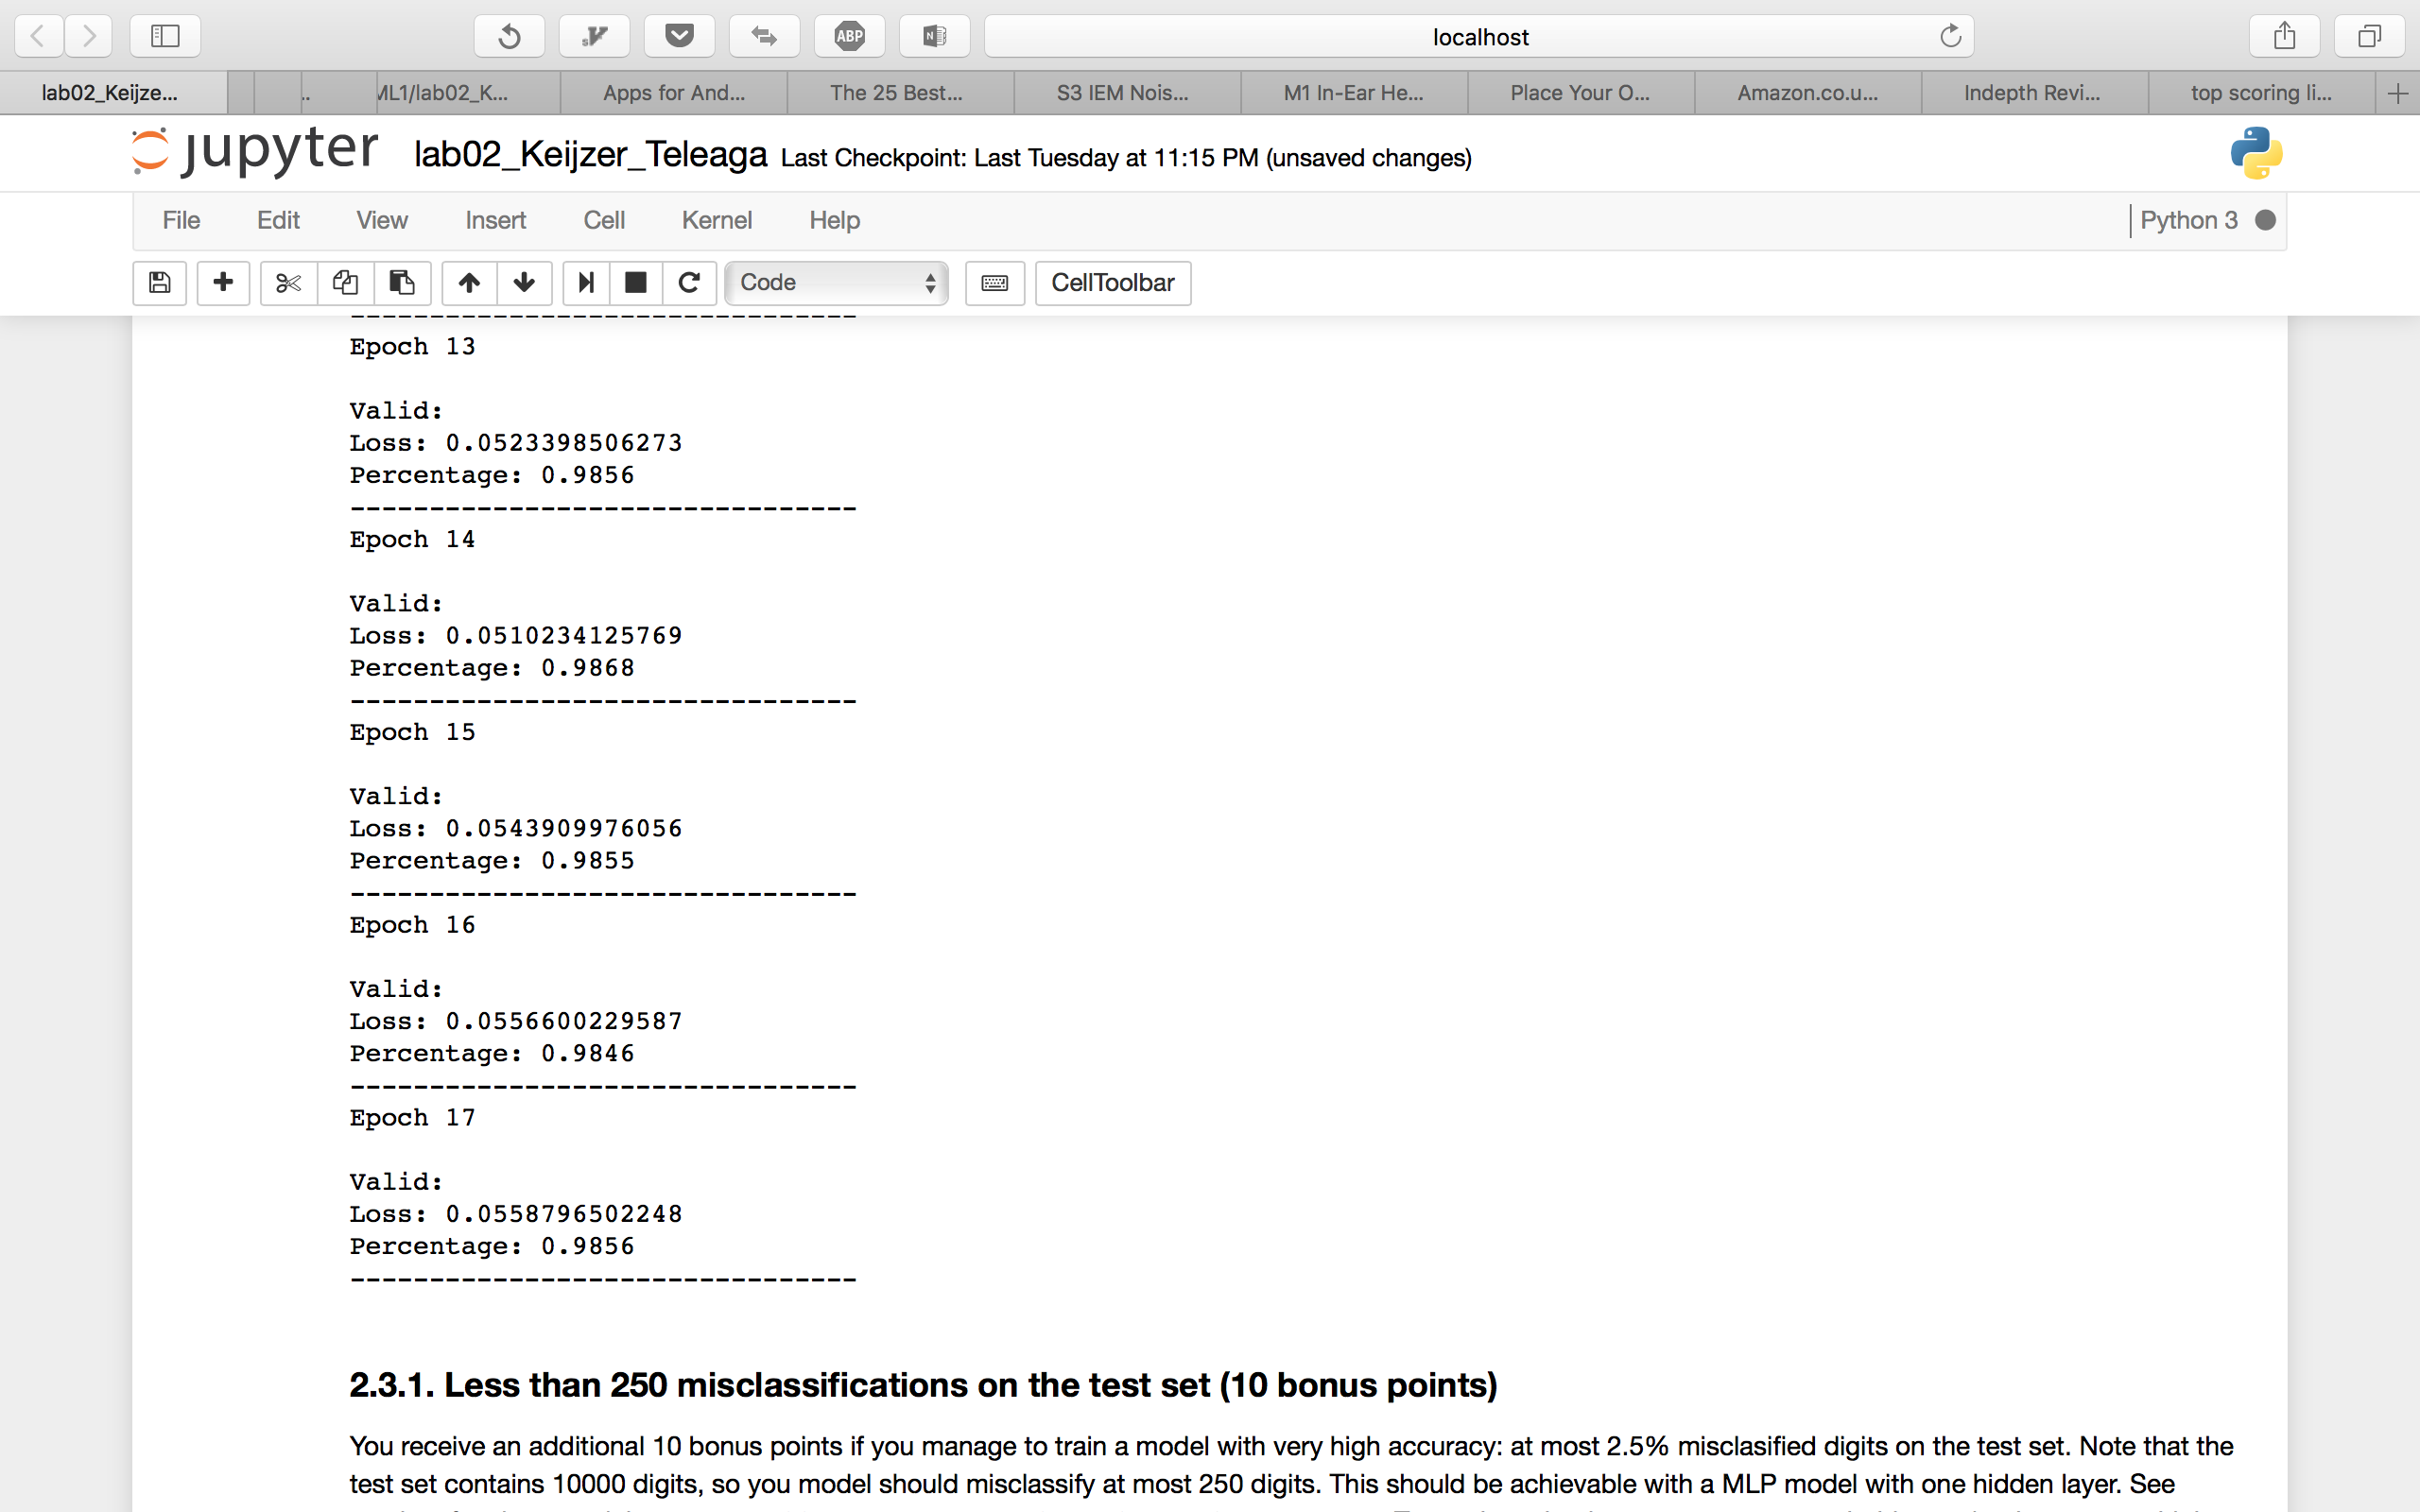 localhost
lab02_Keijze...
..
ML1/lab02_K...
Apps for And...
The 25 Best...
S3 IEM Nois...
M1 In-Ear He...
Place Your O...
Amazon.co.u...
Indepth Revi...
top scoring li...
ABP
N
jupyter lab02_Keijzer_Teleaga Last Checkpoint: Last Tuesday at 11:15 PM (unsaved changes)
File Edit View Insert Cell Kernel Help Python 3
Code CellToolbar
--------------------------------
Epoch 13
Valid:
Loss: 0.0523398506273
Percentage: 0.9856
--------------------------------
Epoch 14
Valid:
Loss: 0.0510234125769
Percentage: 0.9868
--------------------------------
Epoch 15
Valid:
Loss: 0.0543909976056
Percentage: 0.9855
--------------------------------
Epoch 16
Valid:
Loss: 0.0556600229587
Percentage: 0.9846
--------------------------------
Epoch 17
Valid:
Loss: 0.0558796502248
Percentage: 0.9856
--------------------------------
2.3.1. Less than 250 misclassifications on the test set (10 bonus points)
You receive an additional 10 bonus points if you manage to train a model with very high accuracy: at most 2.5% misclasified digits on the test set. Note that the
test set contains 10000 digits, so you model should misclassify at most 250 digits. This should be achievable with a MLP model with one hidden layer. See